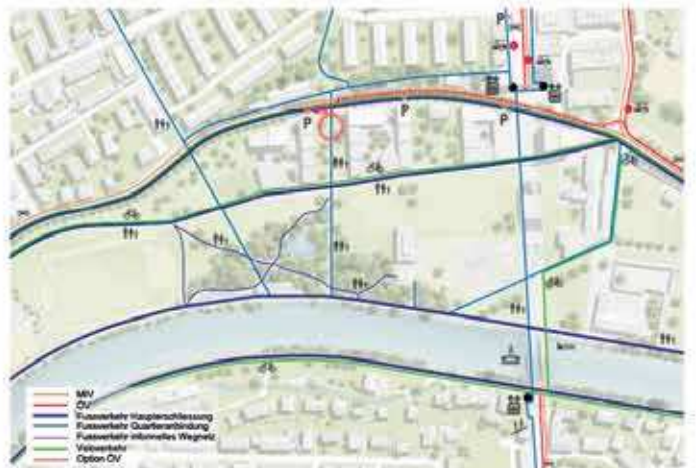 P
P
P
P
MIV
ÖV
Fussverkehr Haupterschliessung
Fussverkehr Quartieranbindung
Fussverkehr informelles Wegnetz
Veloverkehr
Option ÖV